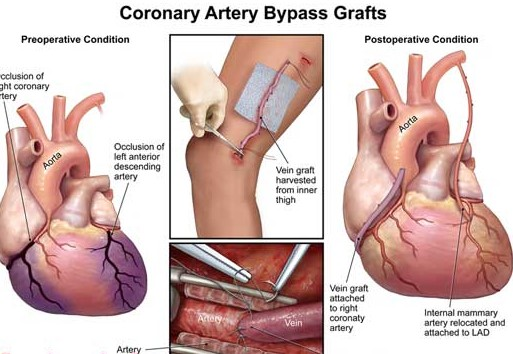 Coronary Artery Bypass Grafts
Preoperative Condition
Postoperative Condition
cclusion of
ght coronary
rtery
Aorta
Occlusion of
left anterior
descending
artery
Vein graft
harvested
from inner
thigh
Artery
Vein
Artery
Aorta
Vein graft
attached
to right
coronaty
artery
Internal mammary
artery relocated and
attached to LAD